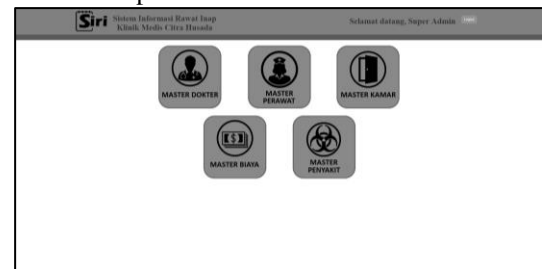 Siri Sistem Informasi Rawat Inap
Klinik Medis Citra Husada
Selamat datang, Super Admin
MASTER DOKTER
MASTER
PERAWAT
MASTER KAMAR
MASTER BIAYA
MASTER
PENYAKIT